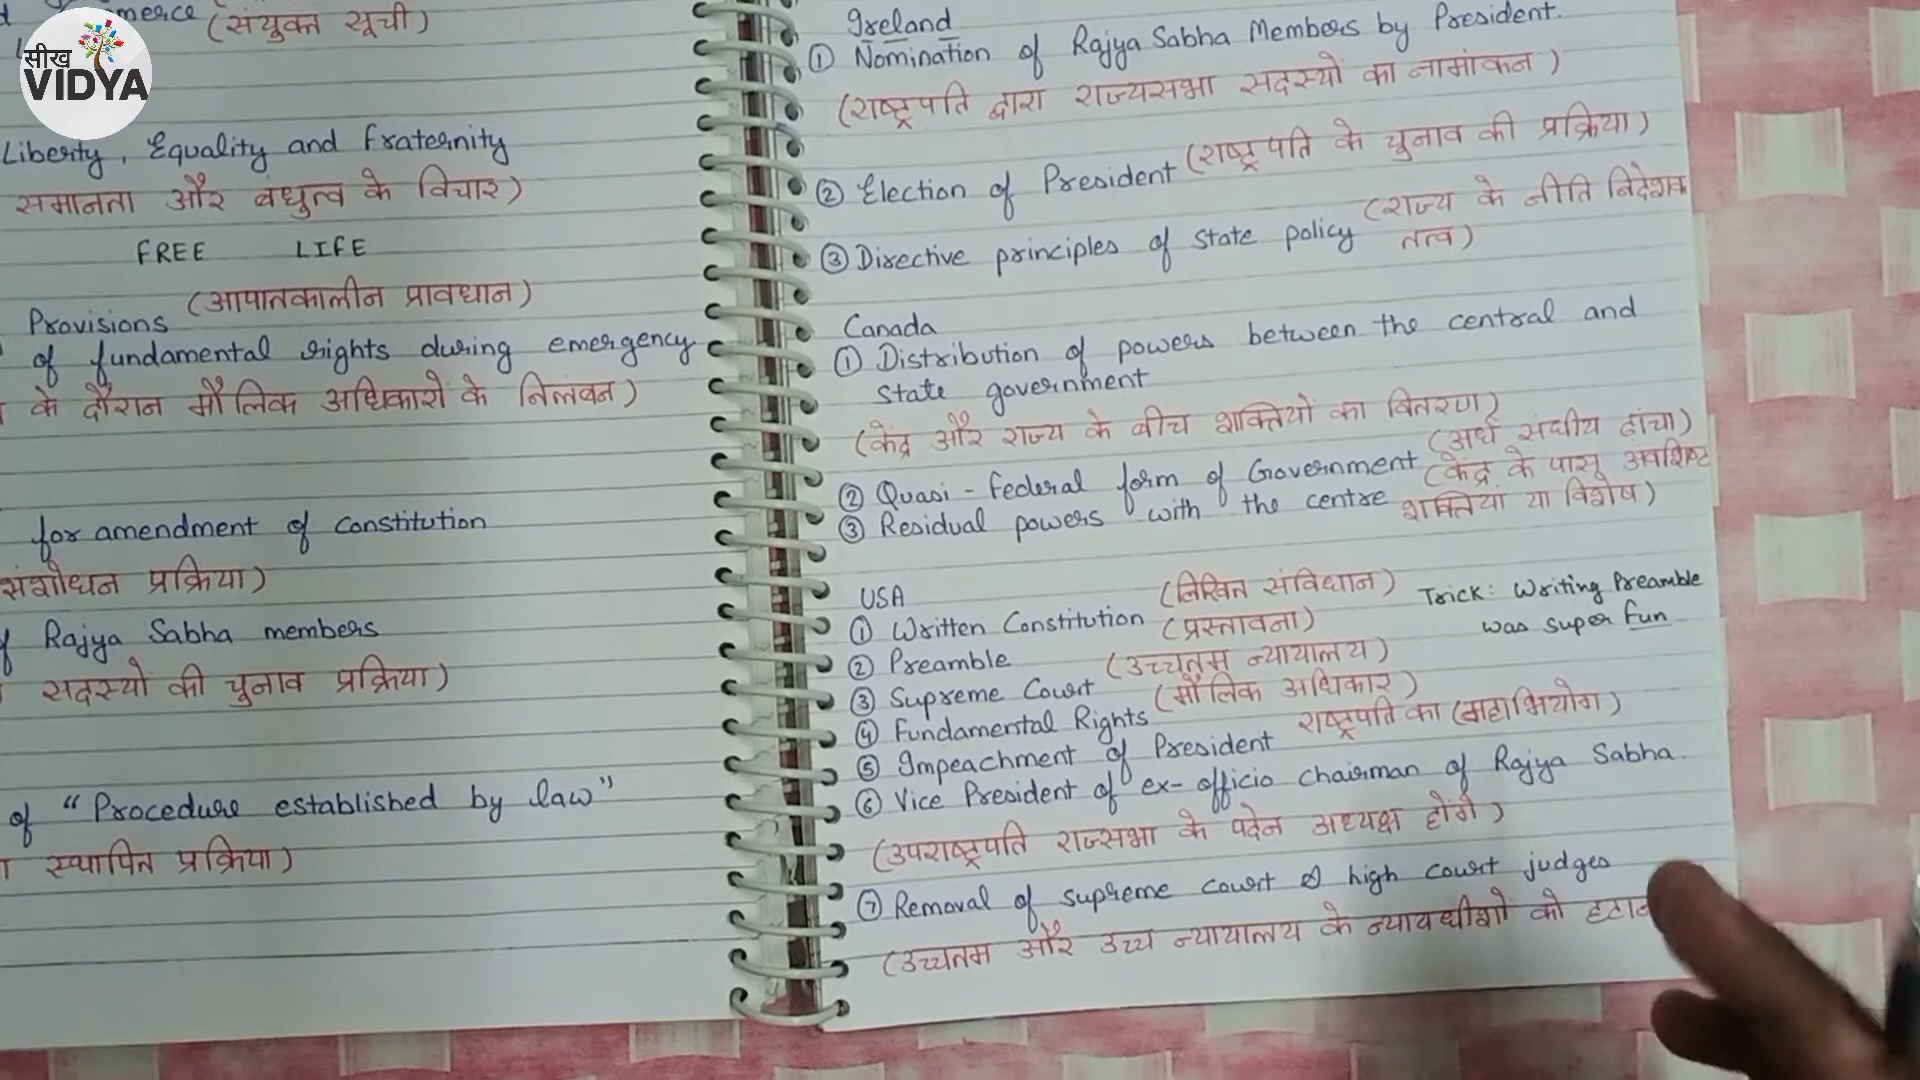 सीख
VIDYA
(संयुक्त सूची)
Liberty, Equality and Fraternity
समानता और बंधुत्व के विचार)
FREE LIFE
(आपातकालीन प्रावधान)
Provisions
of fundamental rights during emergency
के दौरान मौलिक अधिकारो के निलंबन)
for amendment of constitution
संशोधन प्रक्रिया)
Rajya Sabha members
सदस्यो की चुनाव प्रक्रिया)
of "Procedure established by law"
स्थापित प्रक्रिया)
Ireland
① Nomination of Rajya Sabha Members by President.
(राष्ट्रपति द्वारा राज्यसभा सदस्यों का नामांकन)
② Election of President (राष्ट्रपति के चुनाव की प्रक्रिया)
③ Directive principles of state policy (राज्य के नीति निदेशक
तत्व)
Canada
① Distribution of powers between the central and
state government
(केंद्र और राज्य के बीच शक्तियों का वितरण)
② Quasi-Federal form of Government (अर्ध संघीय ढांचा)
③ Residual powers with the centre (केंद्र के पास अवशिष्ट
शक्तियां या विशेष)
USA
① Written Constitution (लिखित संविधान)
Trick: Writing Preamble
was super fun
② Preamble (प्रस्तावना)
③ Supreme Court (उच्चतम न्यायालय)
④ Fundamental Rights (मौलिक अधिकार)
⑤ Impeachment of President राष्ट्रपति का (महाभियोग)
⑥ Vice President of ex-officio chairman of Rajya Sabha.
(उपराष्ट्रपति राज्सभा के पदेन अध्यक्ष होंगे)
⑦ Removal of supreme court & high court judges
(उच्चतम और उच्च न्यायालय के न्यायधीशों को